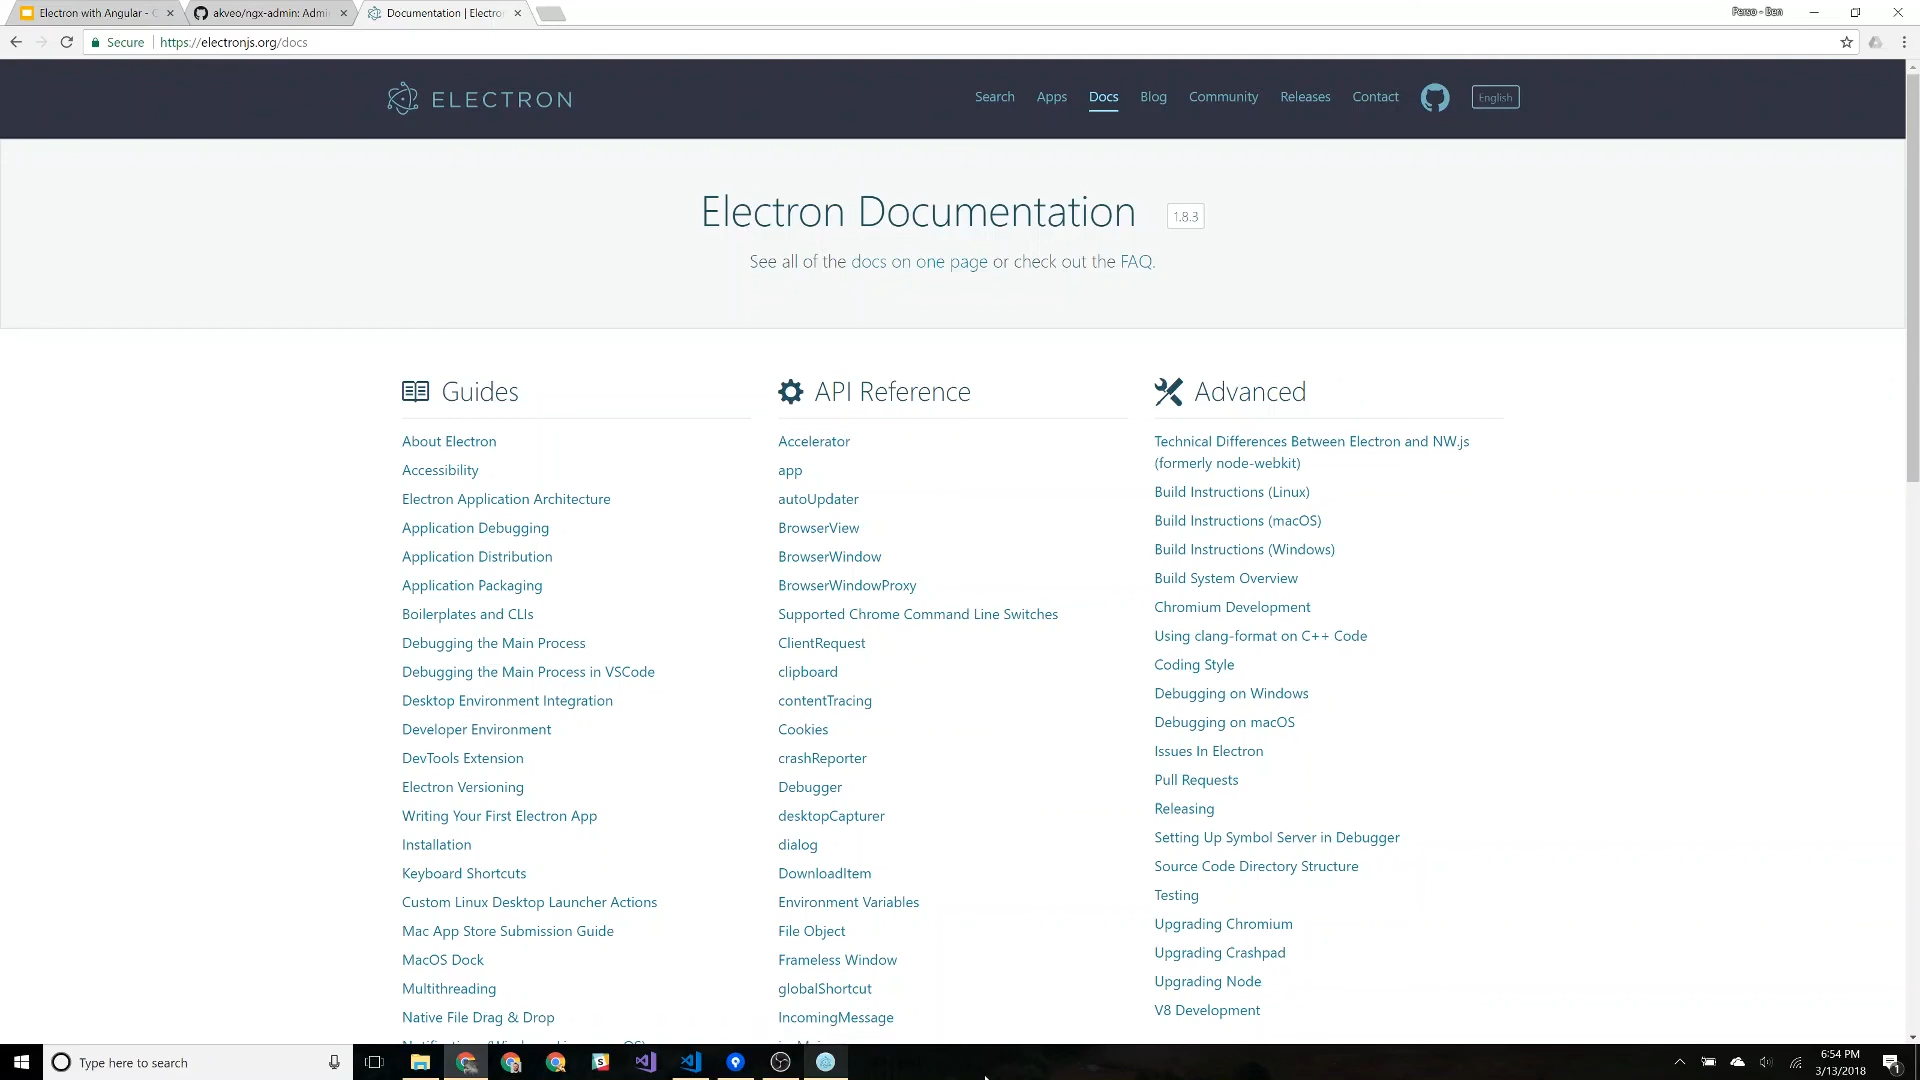 Electron with Angular -
akveo/ngx-admin: Admi
Documentation | Electro
Perso - Ben
Secure
https://electronjs.org/docs
ELECTRON
Search
Apps
Docs
Blog
Community
Releases
Contact
English
Electron Documentation
1.8.3
See all of the docs on one page or check out the FAQ.
Guides
About Electron
Accessibility
Electron Application Architecture
Application Debugging
Application Distribution
Application Packaging
Boilerplates and CLIs
Debugging the Main Process
Debugging the Main Process in VSCode
Desktop Environment Integration
Developer Environment
DevTools Extension
Electron Versioning
Writing Your First Electron App
Installation
Keyboard Shortcuts
Custom Linux Desktop Launcher Actions
Mac App Store Submission Guide
MacOS Dock
Multithreading
Native File Drag & Drop
API Reference
Accelerator
app
autoUpdater
BrowserView
BrowserWindow
BrowserWindowProxy
Supported Chrome Command Line Switches
ClientRequest
clipboard
contentTracing
Cookies
crashReporter
Debugger
desktopCapturer
dialog
DownloadItem
Environment Variables
File Object
Frameless Window
globalShortcut
IncomingMessage
Advanced
Technical Differences Between Electron and NW.js
(formerly node-webkit)
Build Instructions (Linux)
Build Instructions (macOS)
Build Instructions (Windows)
Build System Overview
Chromium Development
Using clang-format on C++ Code
Coding Style
Debugging on Windows
Debugging on macOS
Issues In Electron
Pull Requests
Releasing
Setting Up Symbol Server in Debugger
Source Code Directory Structure
Testing
Upgrading Chromium
Upgrading Crashpad
Upgrading Node
V8 Development
Type here to search
6:54 PM
3/13/2018
1